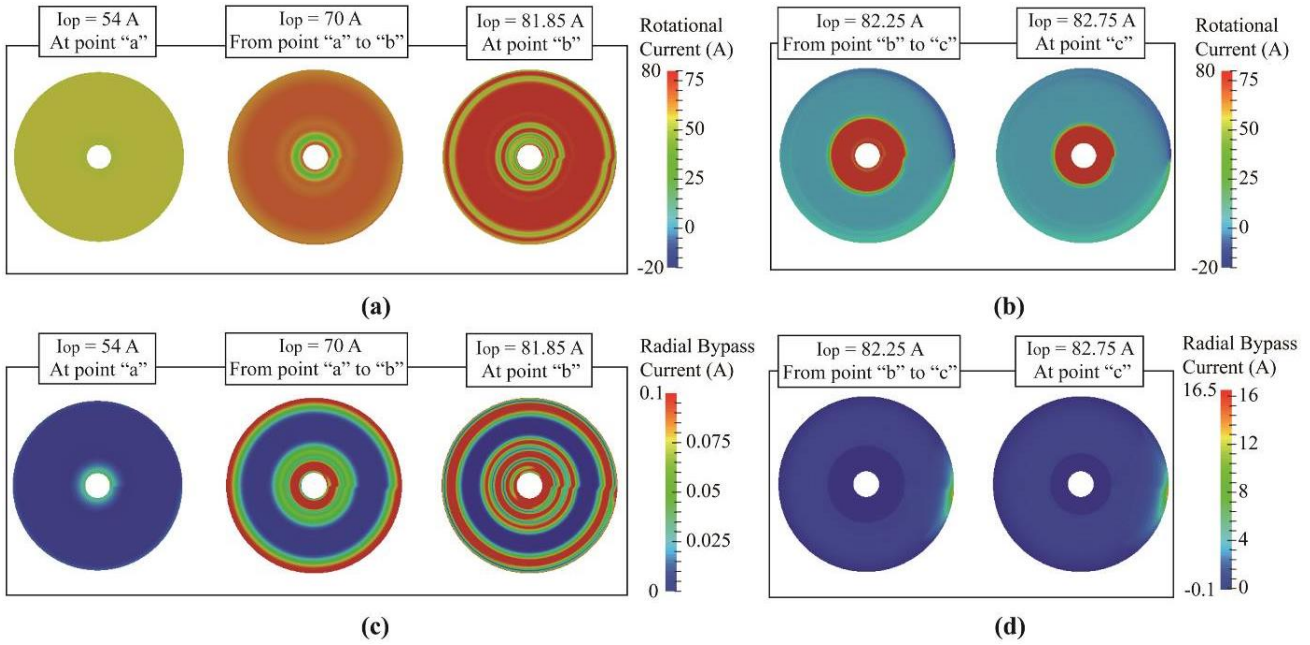 Iop = 54 A
At point “a”
Iop = 70 A
From point “a” to “b”
Iop = 81.85 A
At point “b”
Rotational
Current (A)
80
75
50
25
0
-20
(a)
Iop = 82.25 A
From point “b” to “c”
Iop = 82.75 A
At point “c”
Rotational
Current (A)
80
75
50
25
0
-20
(b)
Iop = 54 A
At point “a”
Iop = 70 A
From point “a” to “b”
Iop = 81.85 A
At point “b”
Radial Bypass
Current (A)
0.1
0.075
0.05
0.025
0
(c)
Iop = 82.25 A
From point “b” to “c”
Iop = 82.75 A
At point “c”
Radial Bypass
Current (A)
16.5
16
12
8
4
0
-0.1
(d)